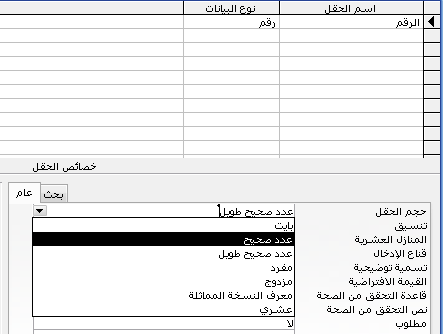 اسم الحقل نوع البيانات
الرقم رقم
خصائص الحقل
عام بحث
حجم الحقل عدد صحيح طويل
تنسيق بايت
المنازل العشرية عدد صحيح
قناع الإدخال عدد صحيح طويل
تسمية توضيحية مفرد
القيمة الافتراضية مزدوج
قاعدة التحقق من الصحة معرف النسخة المماثلة
نص التحقق من الصحة عشري
مطلوب لا